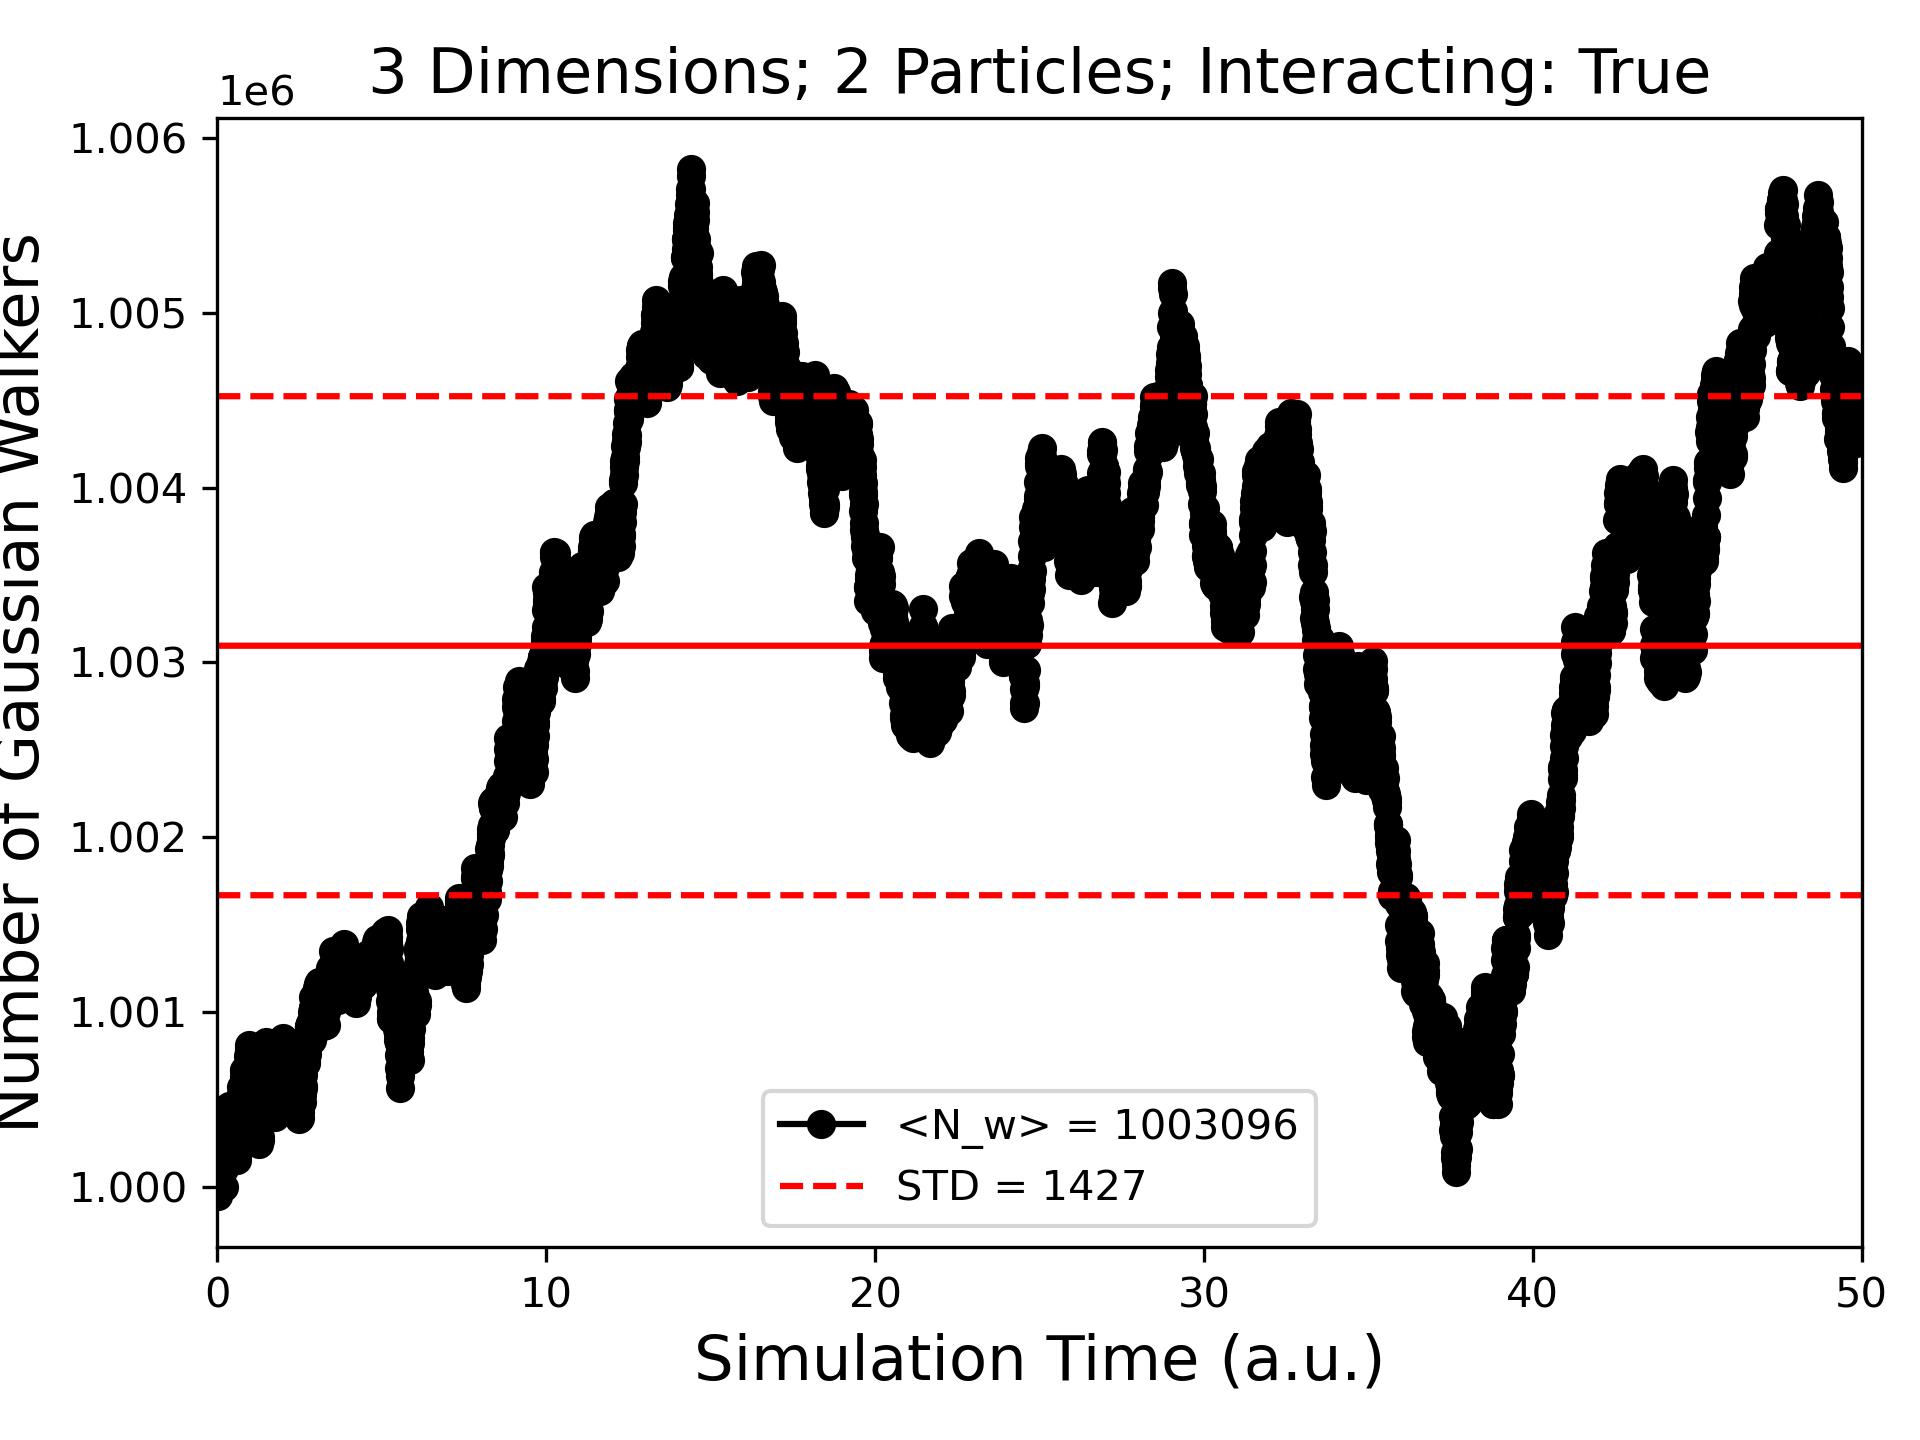 3 Dimensions; 2 Particles; Interacting: True
1e6
1.006
1.005
1.004
1.003
1.002
1.001
1.000
Number of Gaussian Walkers
<N_w> = 1003096
STD = 1427
0 10 20 30 40 50
Simulation Time (a.u.)